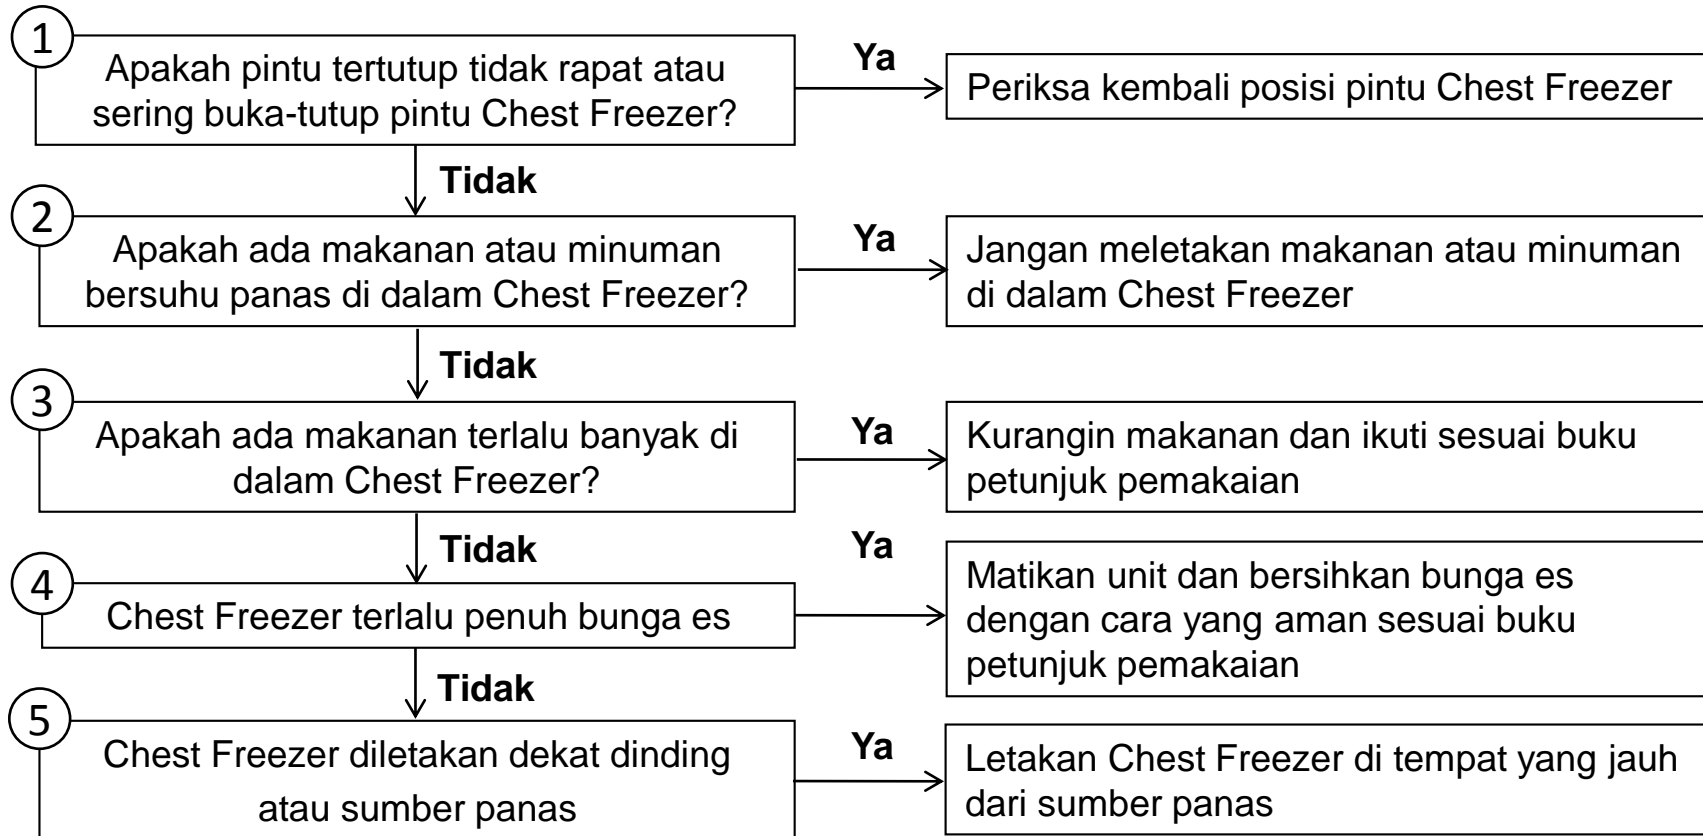 1
Apakah pintu tertutup tidak rapat atau
sering buka-tutup pintu Chest Freezer?
Ya
Periksa kembali posisi pintu Chest Freezer
Tidak
2
Apakah ada makanan atau minuman
bersuhu panas di dalam Chest Freezer?
Ya
Jangan meletakan makanan atau minuman
di dalam Chest Freezer
Tidak
3
Apakah ada makanan terlalu banyak di
dalam Chest Freezer?
Ya
Kurangin makanan dan ikuti sesuai buku
petunjuk pemakaian
Tidak
4
Chest Freezer terlalu penuh bunga es
Ya
Matikan unit dan bersihkan bunga es
dengan cara yang aman sesuai buku
petunjuk pemakaian
Tidak
5
Chest Freezer diletakan dekat dinding
atau sumber panas
Ya
Letakan Chest Freezer di tempat yang jauh
dari sumber panas